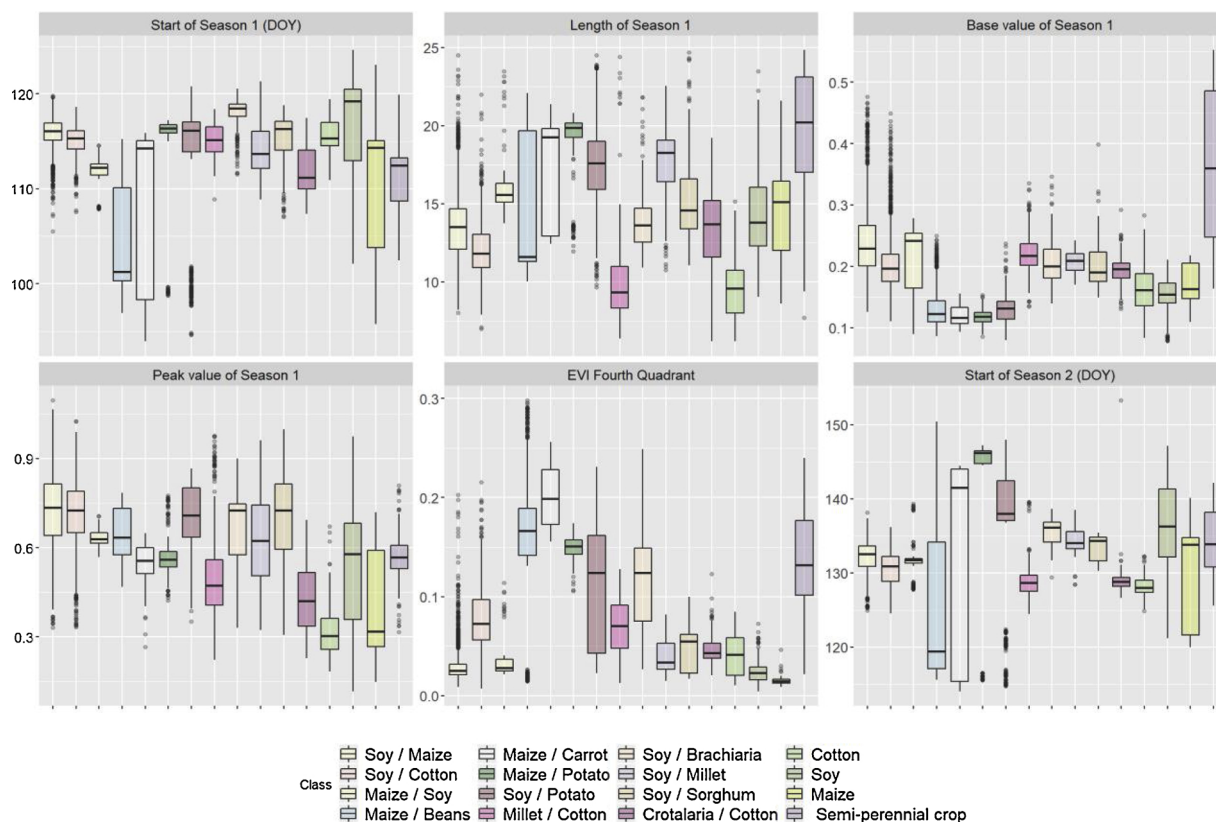 Start of Season 1 (DOY)
Length of Season 1
Base value of Season 1
120
110
100
25
20
15
10
0.5
0.4
0.3
0.2
0.1
Peak value of Season 1
EVI Fourth Quadrant
Start of Season 2 (DOY)
0.9
0.6
0.3
0.3
0.2
0.1
0.0
150
140
130
120
Class
Soy / Maize
Soy / Cotton
Maize / Soy
Maize / Beans
Maize / Carrot
Maize / Potato
Soy / Potato
Millet / Cotton
Soy / Brachiaria
Soy / Millet
Soy / Sorghum
Crotalaria / Cotton
Cotton
Soy
Maize
Semi-perennial crop